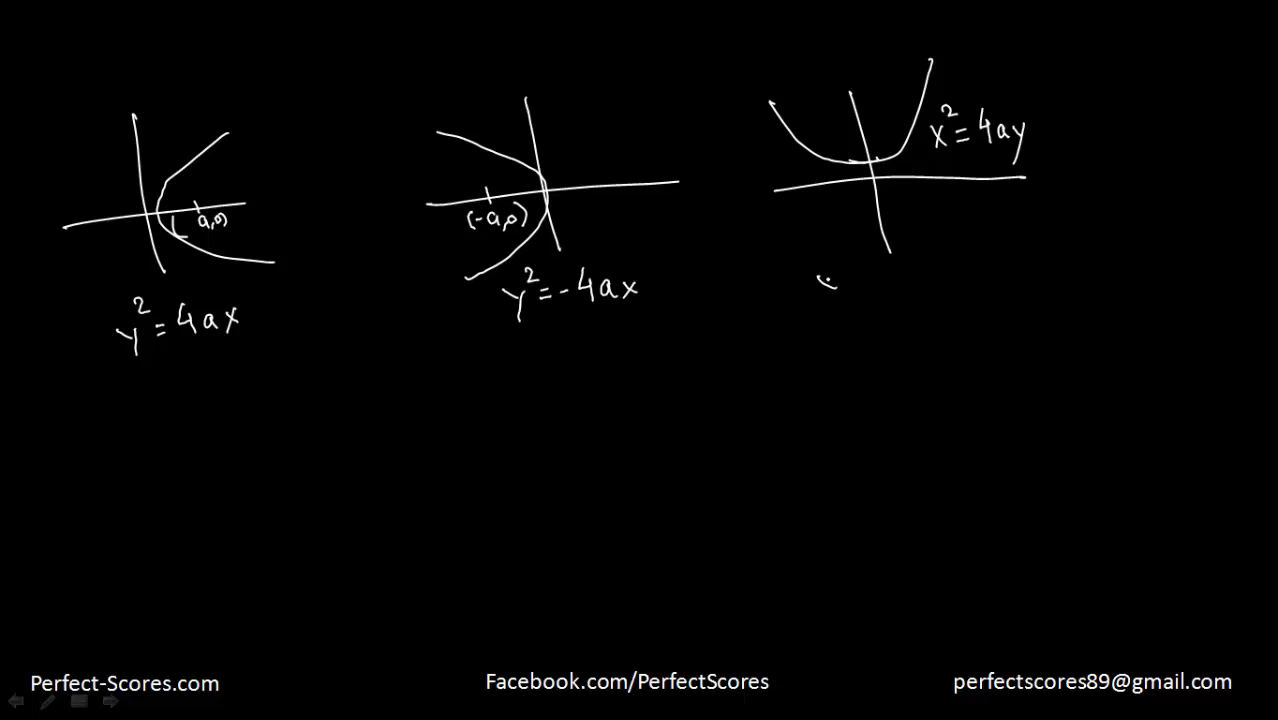 (a,0)
y² = 4ax
(-a,0)
y² = -4ax
x² = 4ay
Perfect-Scores.com
Facebook.com/PerfectScores
perfectscores89@gmail.com